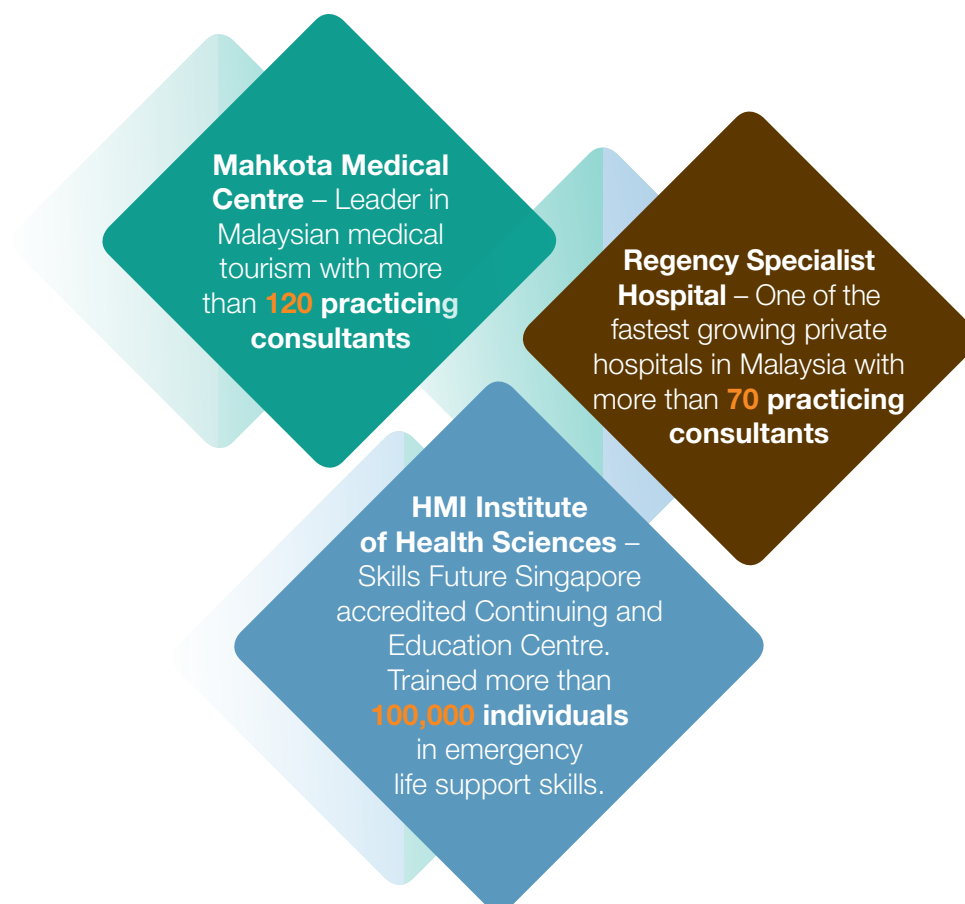 Mahkota Medical
Centre – Leader in
Malaysian medical
tourism with more
than 120 practicing
consultants
Regency Specialist
Hospital – One of the
fastest growing private
hospitals in Malaysia with
more than 70 practicing
consultants
HMI Institute
of Health Sciences –
Skills Future Singapore
accredited Continuing and
Education Centre.
Trained more than
100,000 individuals
in emergency
life support skills.